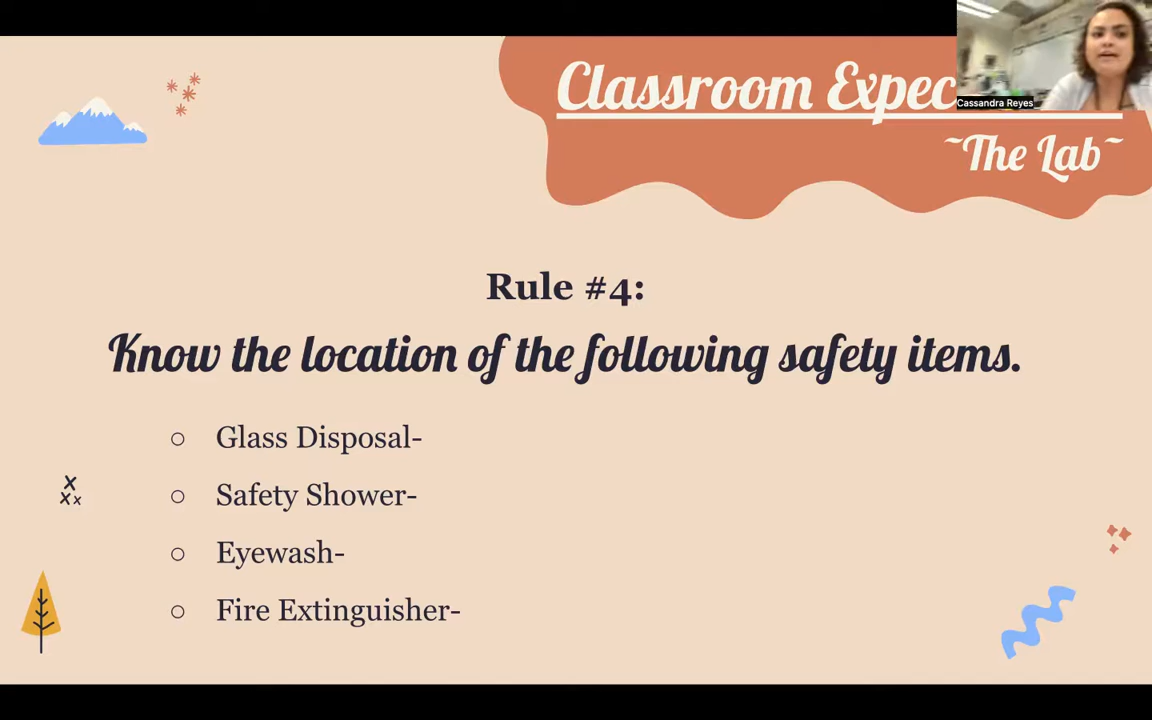 Classroom Expec
Cassandra Reyes
~The Lab~
Rule #4:
Know the location of the following safety items.
○ Glass Disposal-
○ Safety Shower-
○ Eyewash-
○ Fire Extinguisher-